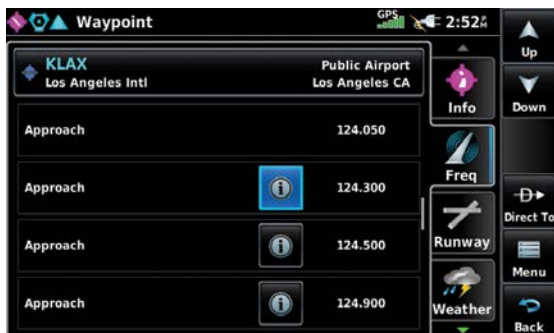 Waypoint
GPS
2:52 P M
Up
KLAX
Public Airport
Los Angeles Intl
Los Angeles CA
Info
Down
Approach
124.050
Freq
Approach
124.300
Direct To
Approach
124.500
Runway
Menu
Approach
124.900
Weather
Back